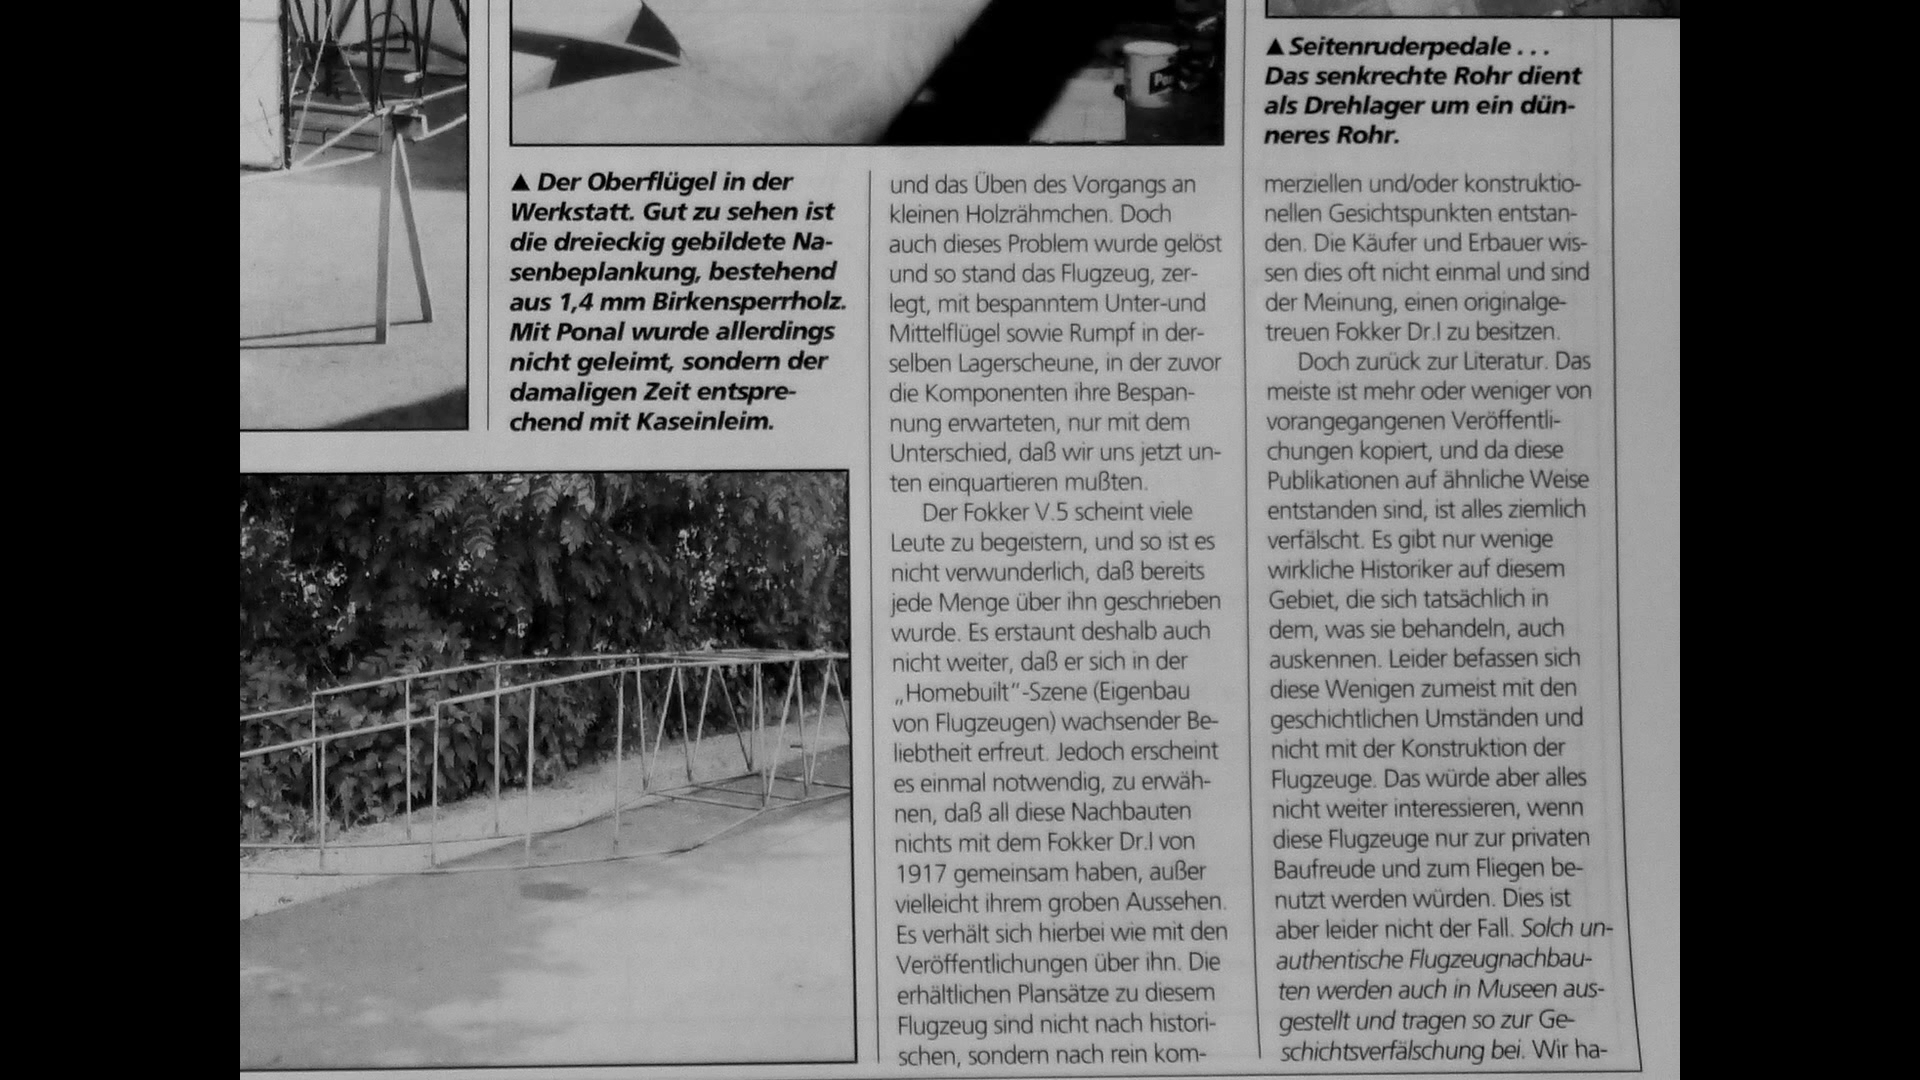 ▲ Der Oberflügel in der
Werkstatt. Gut zu sehen ist
die dreieckig gebildete Na-
senbeplankung, bestehend
aus 1,4 mm Birkensperrholz.
Mit Ponal wurde allerdings
nicht geleimt, sondern der
damaligen Zeit entspre-
chend mit Kaseinleim.
und das Üben des Vorgangs an
kleinen Holzrähmchen. Doch
auch dieses Problem wurde gelöst
und so stand das Flugzeug, zer-
legt, mit bespanntem Unter-und
Mittelflügel sowie Rumpf in der-
selben Lagerscheune, in der zuvor
die Komponenten ihre Bespan-
nung erwarteten, nur mit dem
Unterschied, daß wir uns jetzt un-
ten einquartieren mußten.
Der Fokker V.5 scheint viele
Leute zu begeistern, und so ist es
nicht verwunderlich, daß bereits
jede Menge über ihn geschrieben
wurde. Es erstaunt deshalb auch
nicht weiter, daß er sich in der
„Homebuilt“-Szene (Eigenbau
von Flugzeugen) wachsender Be-
liebtheit erfreut. Jedoch erscheint
es einmal notwendig, zu erwäh-
nen, daß all diese Nachbauten
nichts mit dem Fokker Dr.I von
1917 gemeinsam haben, außer
vielleicht ihrem groben Aussehen.
Es verhält sich hierbei wie mit den
Veröffentlichungen über ihn. Die
erhältlichen Plansätze zu diesem
Flugzeug sind nicht nach histori-
schen, sondern nach rein kom-
▲ Seitenruderpedale . . .
Das senkrechte Rohr dient
als Drehlager um ein dün-
neres Rohr.
merziellen und/oder konstruktio-
nellen Gesichtspunkten entstan-
den. Die Käufer und Erbauer wis-
sen dies oft nicht einmal und sind
der Meinung, einen originalge-
treuen Fokker Dr.I zu besitzen.
Doch zurück zur Literatur. Das
meiste ist mehr oder weniger von
vorangegangenen Veröffentli-
chungen kopiert, und da diese
Publikationen auf ähnliche Weise
entstanden sind, ist alles ziemlich
verfälscht. Es gibt nur wenige
wirkliche Historiker auf diesem
Gebiet, die sich tatsächlich in
dem, was sie behandeln, auch
auskennen. Leider befassen sich
diese Wenigen zumeist mit den
geschichtlichen Umständen und
nicht mit der Konstruktion der
Flugzeuge. Das würde aber alles
nicht weiter interessieren, wenn
diese Flugzeuge nur zur privaten
Baufreude und zum Fliegen be-
nutzt werden würden. Dies ist
aber leider nicht der Fall. Solch un-
authentische Flugzeugnachbau-
ten werden auch in Museen aus-
gestellt und tragen so zur Ge-
schichtsverfälschung bei. Wir ha-